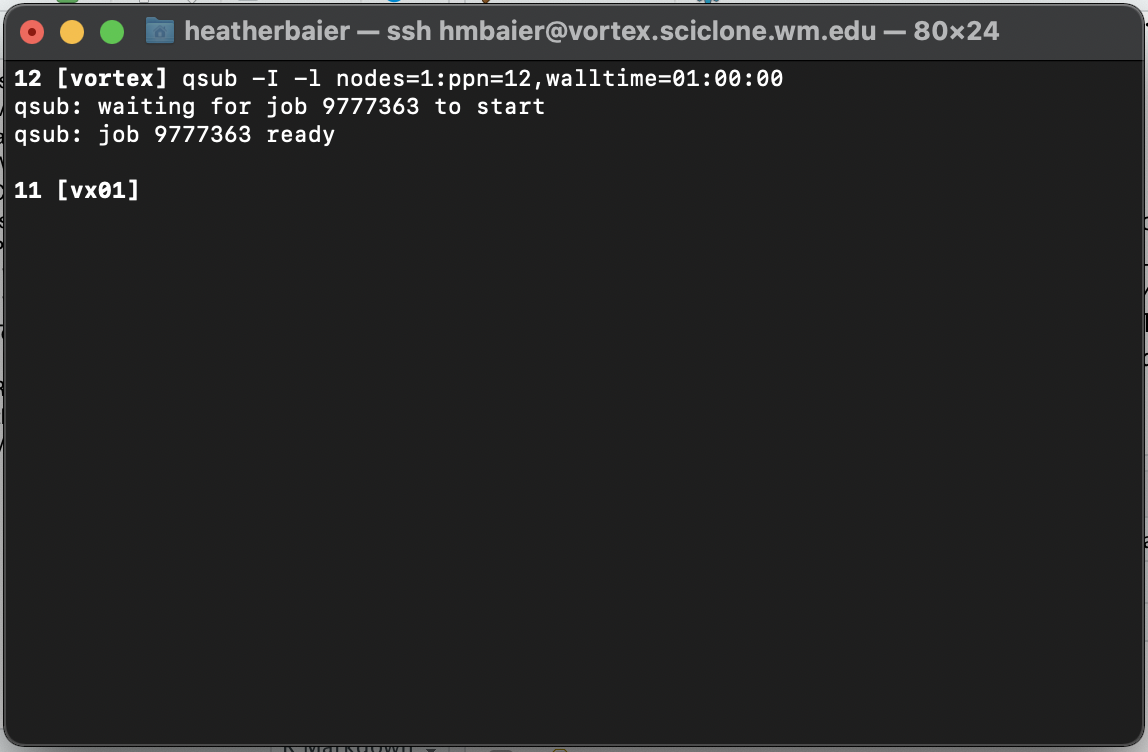 heatherbaier — ssh hmbaier@vortex.sciclone.wm.edu — 80×24
12 [vortex] qsub -I -l nodes=1:ppn=12,walltime=01:00:00
qsub: waiting for job 9777363 to start
qsub: job 9777363 ready
11 [vx01]
R Markdown